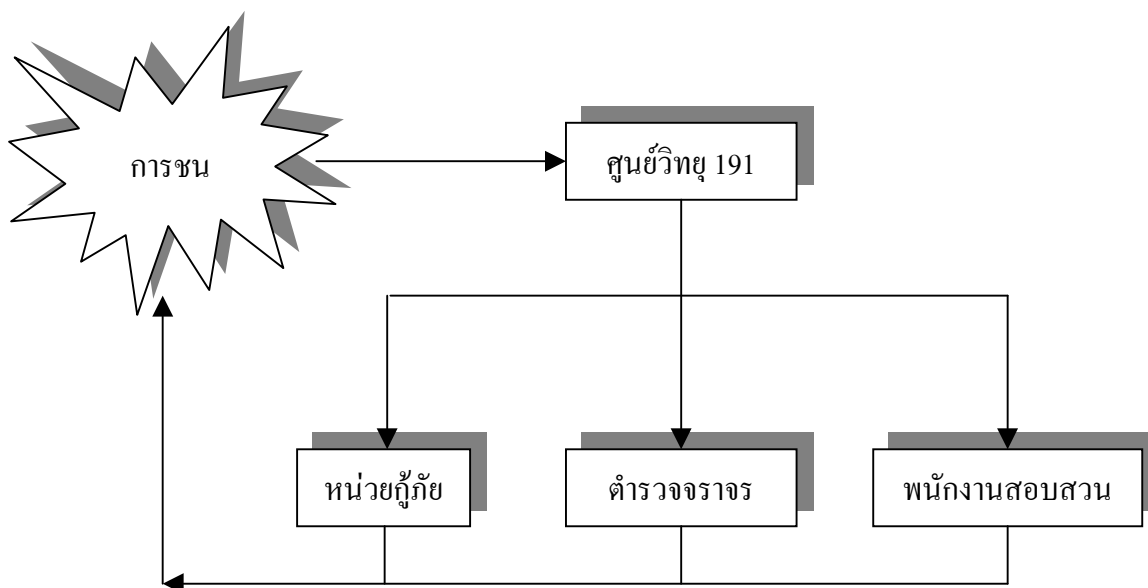 การชน
ศูนย์วิทยุ 191
หน่วยกู้ภัย
ตำรวจจราจร
พนักงานสอบสวน